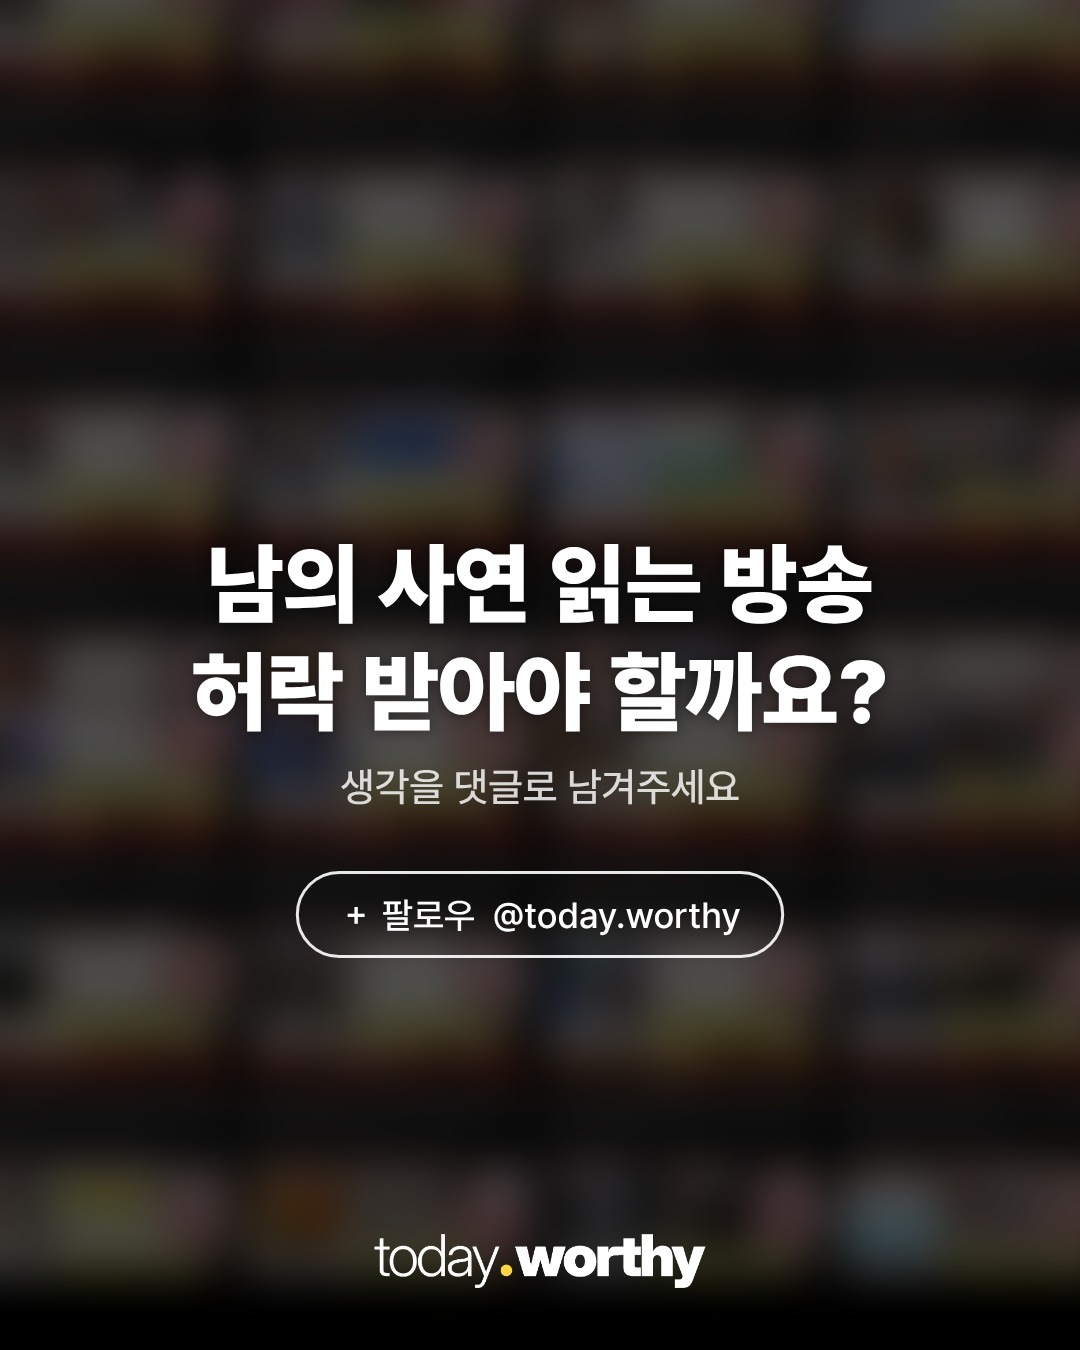 남의 사연 읽는 방송
허락 받아야 할까요?
생각을 댓글로 남겨주세요
+ 팔로우 @today.worthy
today.worthy